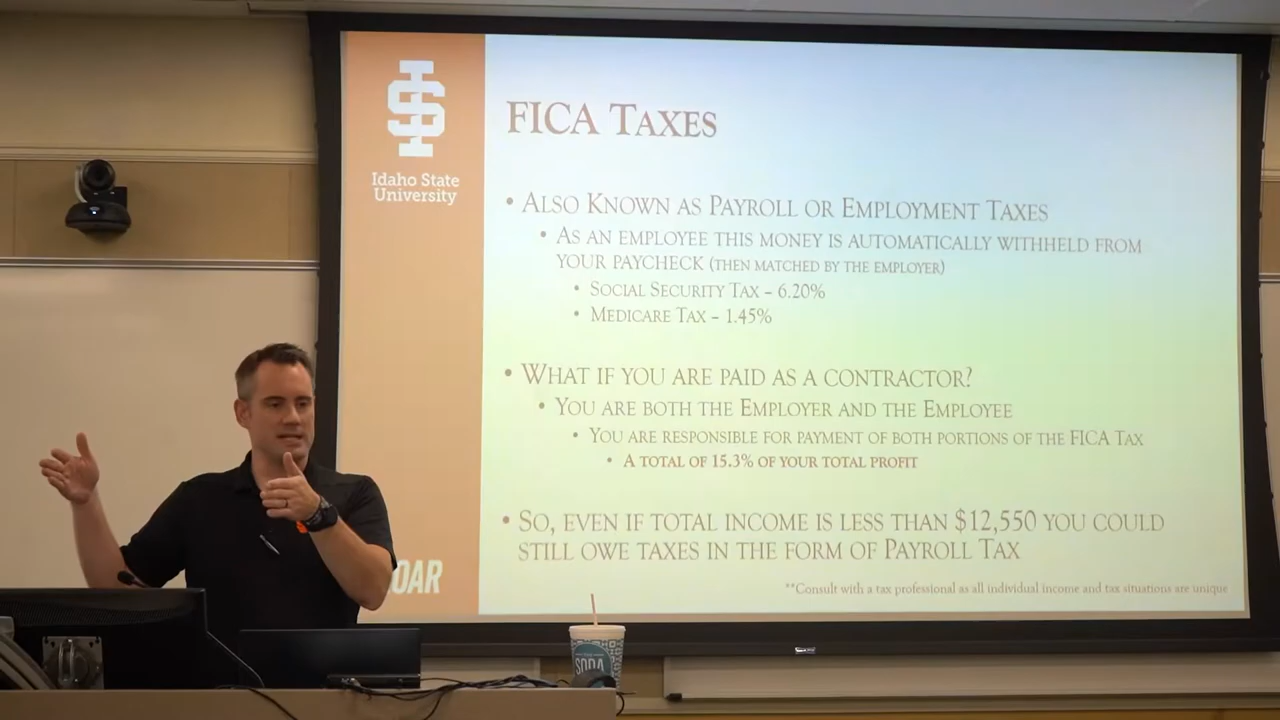 Idaho State
University
FICA TAXES
• ALSO KNOWN AS PAYROLL OR EMPLOYMENT TAXES
• AS AN EMPLOYEE THIS MONEY IS AUTOMATICALLY WITHHELD FROM
YOUR PAYCHECK (THEN MATCHED BY THE EMPLOYER)
• SOCIAL SECURITY TAX – 6.20%
• MEDICARE TAX – 1.45%
• WHAT IF YOU ARE PAID AS A CONTRACTOR?
• YOU ARE BOTH THE EMPLOYER AND THE EMPLOYEE
• YOU ARE RESPONSIBLE FOR PAYMENT OF BOTH PORTIONS OF THE FICA TAX
• A TOTAL OF 15.3% OF YOUR TOTAL PROFIT
• SO, EVEN IF TOTAL INCOME IS LESS THAN $12,550 YOU COULD
STILL OWE TAXES IN THE FORM OF PAYROLL TAX
**Consult with a tax professional as all individual income and tax situations are unique
OAR
SODA